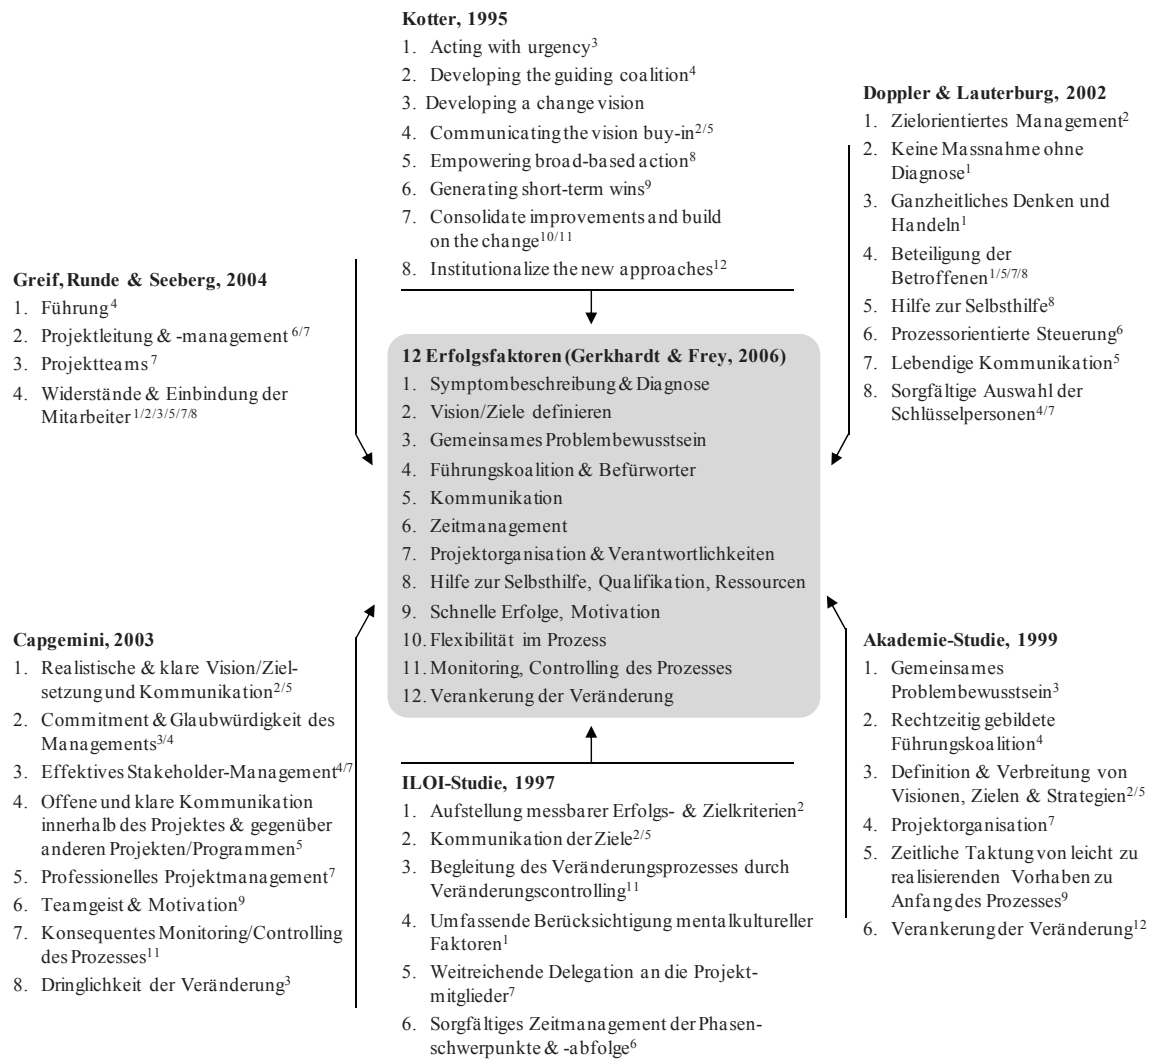 Kotter, 1995
1. Acting with urgency³
2. Developing the guiding coalition⁴
3. Developing a change vision
4. Communicating the vision buy-in²/⁵
5. Empowering broad-based action⁸
6. Generating short-term wins⁹
7. Consolidate improvements and build
on the change¹⁰/¹¹
8. Institutionalize the new approaches¹²
Doppler & Lauterburg, 2002
1. Zielorientiertes Management²
2. Keine Massnahme ohne
Diagnose¹
3. Ganzheitliches Denken und
Handeln¹
4. Beteiligung der
Betroffenen¹/⁵/⁷/⁸
5. Hilfe zur Selbsthilfe⁸
6. Prozessorientierte Steuerung⁶
7. Lebendige Kommunikation⁵
8. Sorgfältige Auswahl der
Schlüsselpersonen⁴/⁷
Greif, Runde & Seeberg, 2004
1. Führung⁴
2. Projektleitung & -management⁶/⁷
3. Projektteams⁷
4. Widerstände & Einbindung der
Mitarbeiter¹/²/³/⁵/⁷/⁸
12 Erfolgsfaktoren (Gerkhardt & Frey, 2006)
1. Symptombeschreibung & Diagnose
2. Vision/Ziele definieren
3. Gemeinsames Problembewusstsein
4. Führungskoalition & Befürworter
5. Kommunikation
6. Zeitmanagement
7. Projektorganisation & Verantwortlichkeiten
8. Hilfe zur Selbsthilfe, Qualifikation, Ressourcen
9. Schnelle Erfolge, Motivation
10. Flexibilität im Prozess
11. Monitoring, Controlling des Prozesses
12. Verankerung der Veränderung
Capgemini, 2003
1. Realistische & klare Vision/Ziel-
setzung und Kommunikation²/⁵
2. Commitment & Glaubwürdigkeit des
Managements³/⁴
3. Effektives Stakeholder-Management⁴/⁷
4. Offene und klare Kommunikation
innerhalb des Projektes & gegenüber
anderen Projekten/Programmen⁵
5. Professionelles Projektmanagement⁷
6. Teamgeist & Motivation⁹
7. Konsequentes Monitoring/Controlling
des Prozesses¹¹
8. Dringlichkeit der Veränderung³
ILOI-Studie, 1997
1. Aufstellung messbarer Erfolgs- & Zielkriterien²
2. Kommunikation der Ziele²/⁵
3. Begleitung des Veränderungsprozesses durch
Veränderungscontrolling¹¹
4. Umfassende Berücksichtigung mentalkultureller
Faktoren¹
5. Weitreichende Delegation an die Projekt-
mitglieder⁷
6. Sorgfältiges Zeitmanagement der Phasen-
schwerpunkte & -abfolge⁶
Akademie-Studie, 1999
1. Gemeinsames
Problembewusstsein³
2. Rechtzeitig gebildete
Führungskoalition⁴
3. Definition & Verbreitung von
Visionen, Zielen & Strategien²/⁵
4. Projektorganisation⁷
5. Zeitliche Taktung von leicht zu
realisierenden Vorhaben zu
Anfang des Prozesses⁹
6. Verankerung der Veränderung¹²